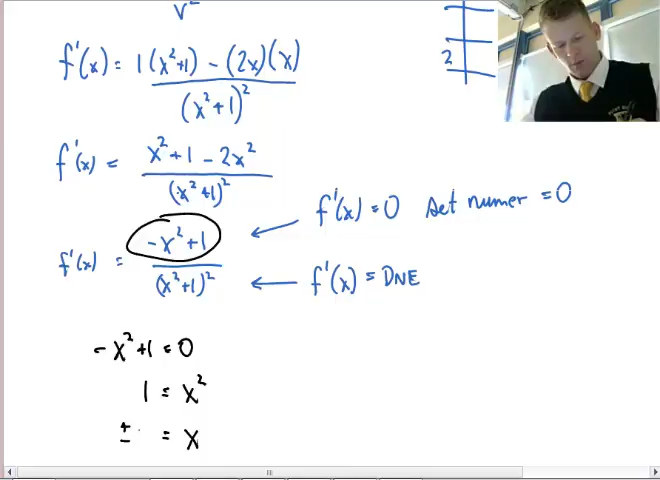 v²
2
f'(x) = 1(x²+1) - (2x)(x) / (x²+1)²
f'(x) = x²+1-2x² / (x²+1)²
f'(x) = -x²+1 / (x²+1)²
f'(x) = 0 set numer = 0
f'(x) = DNE
-x²+1 = 0
1 = x²
± = x